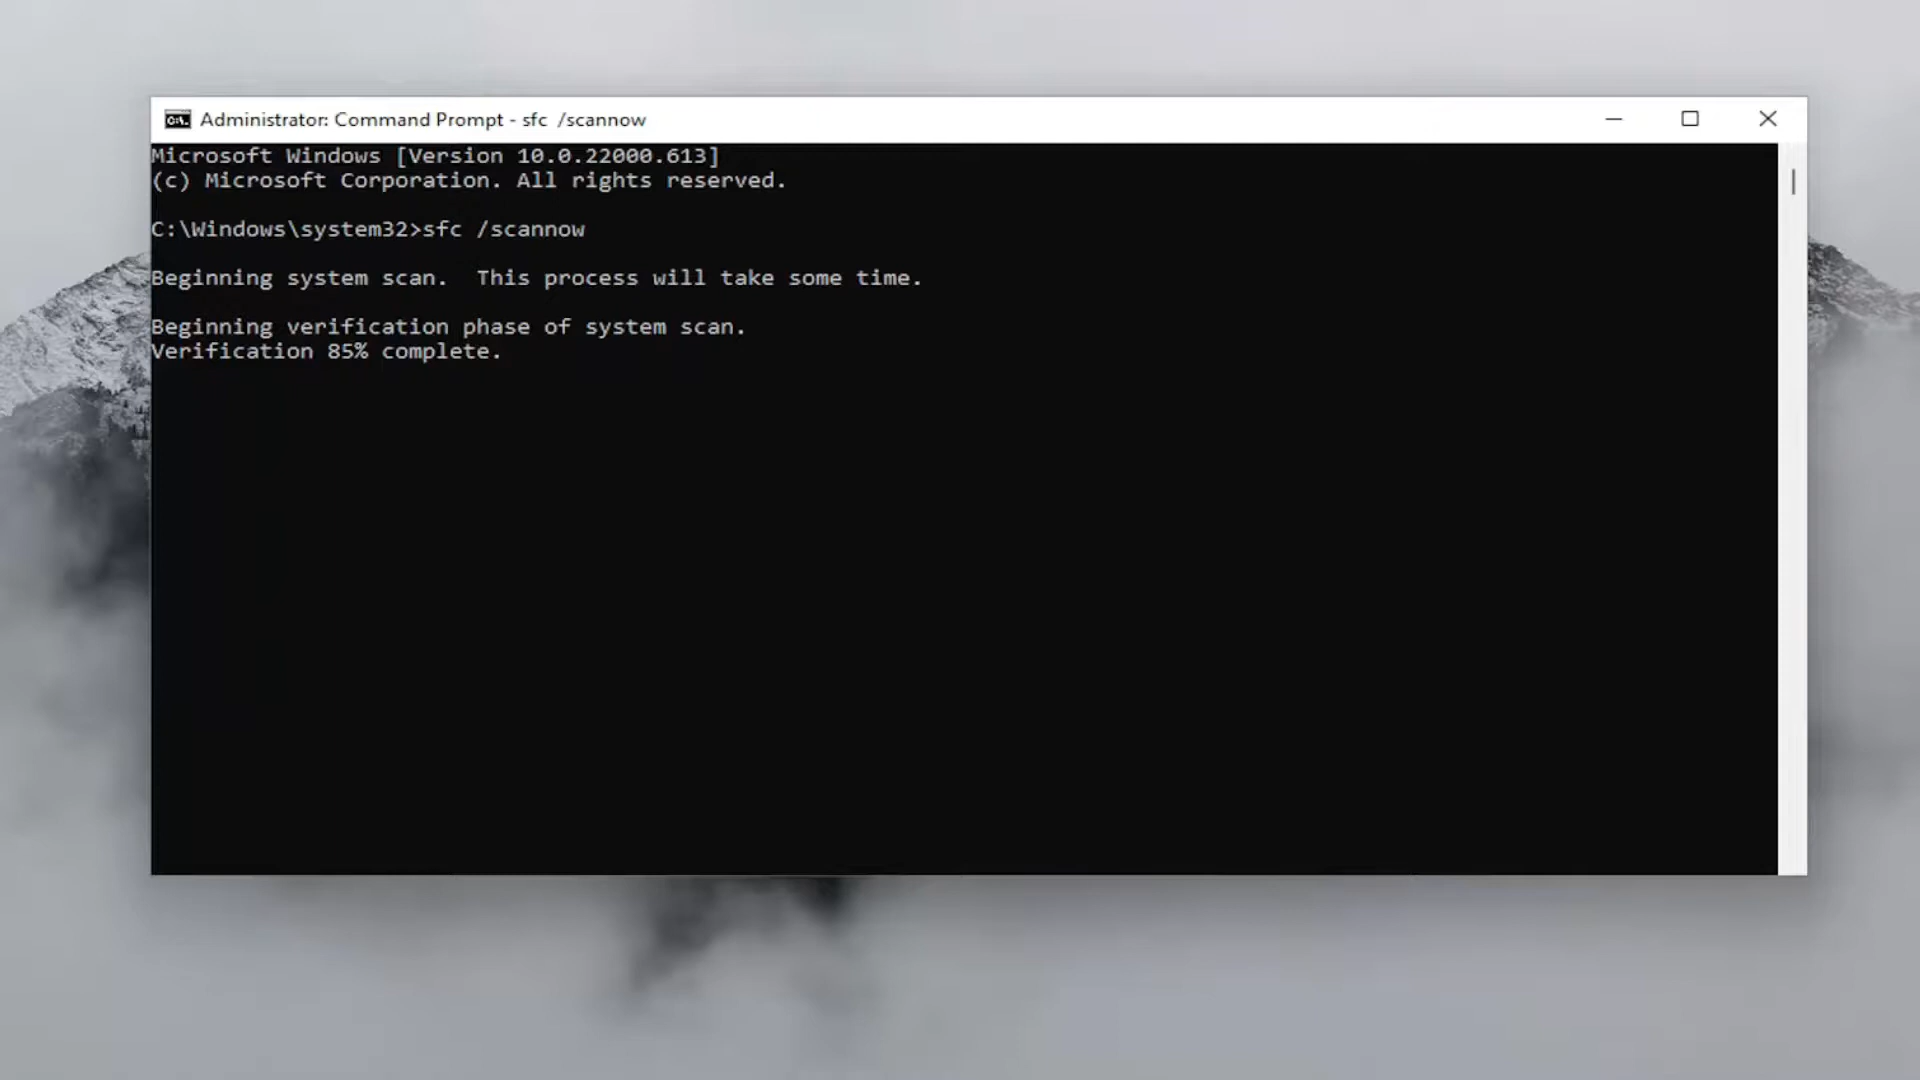 Administrator: Command Prompt - sfc  /scannow
Microsoft Windows [Version 10.0.22000.613]
(c) Microsoft Corporation. All rights reserved.
C:\Windows\system32>sfc /scannow
Beginning system scan.  This process will take some time.
Beginning verification phase of system scan.
Verification 85% complete.